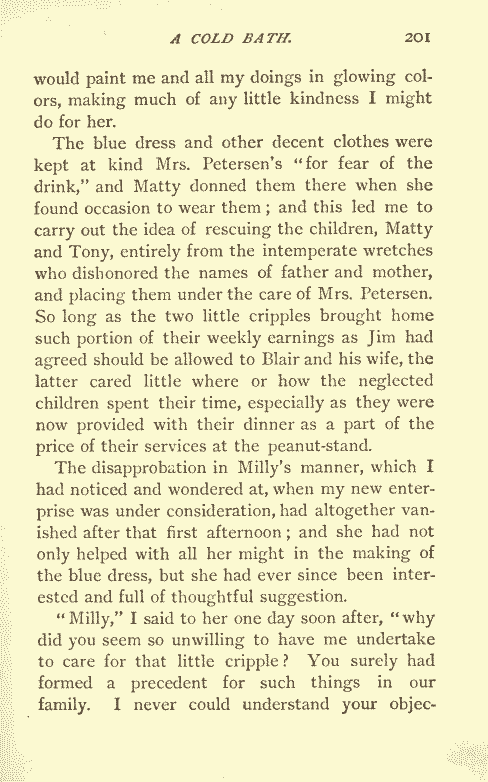 A COLD BATH. 201
would paint me and all my doings in glowing col-
ors, making much of any little kindness I might
do for her.
The blue dress and other decent clothes were
kept at kind Mrs. Petersen's "for fear of the
drink," and Matty donned them there when she
found occasion to wear them; and this led me to
carry out the idea of rescuing the children, Matty
and Tony, entirely from the intemperate wretches
who dishonored the names of father and mother,
and placing them under the care of Mrs. Petersen.
So long as the two little cripples brought home
such portion of their weekly earnings as Jim had
agreed should be allowed to Blair and his wife, the
latter cared little where or how the neglected
children spent their time, especially as they were
now provided with their dinner as a part of the
price of their services at the peanut-stand.
The disapprobation in Milly's manner, which I
had noticed and wondered at, when my new enter-
prise was under consideration, had altogether van-
ished after that first afternoon; and she had not
only helped with all her might in the making of
the blue dress, but she had ever since been inter-
ested and full of thoughtful suggestion.
"Milly," I said to her one day soon after, "why
did you seem so unwilling to have me undertake
to care for that little cripple? You surely had
formed a precedent for such things in our
family. I never could understand your objec-